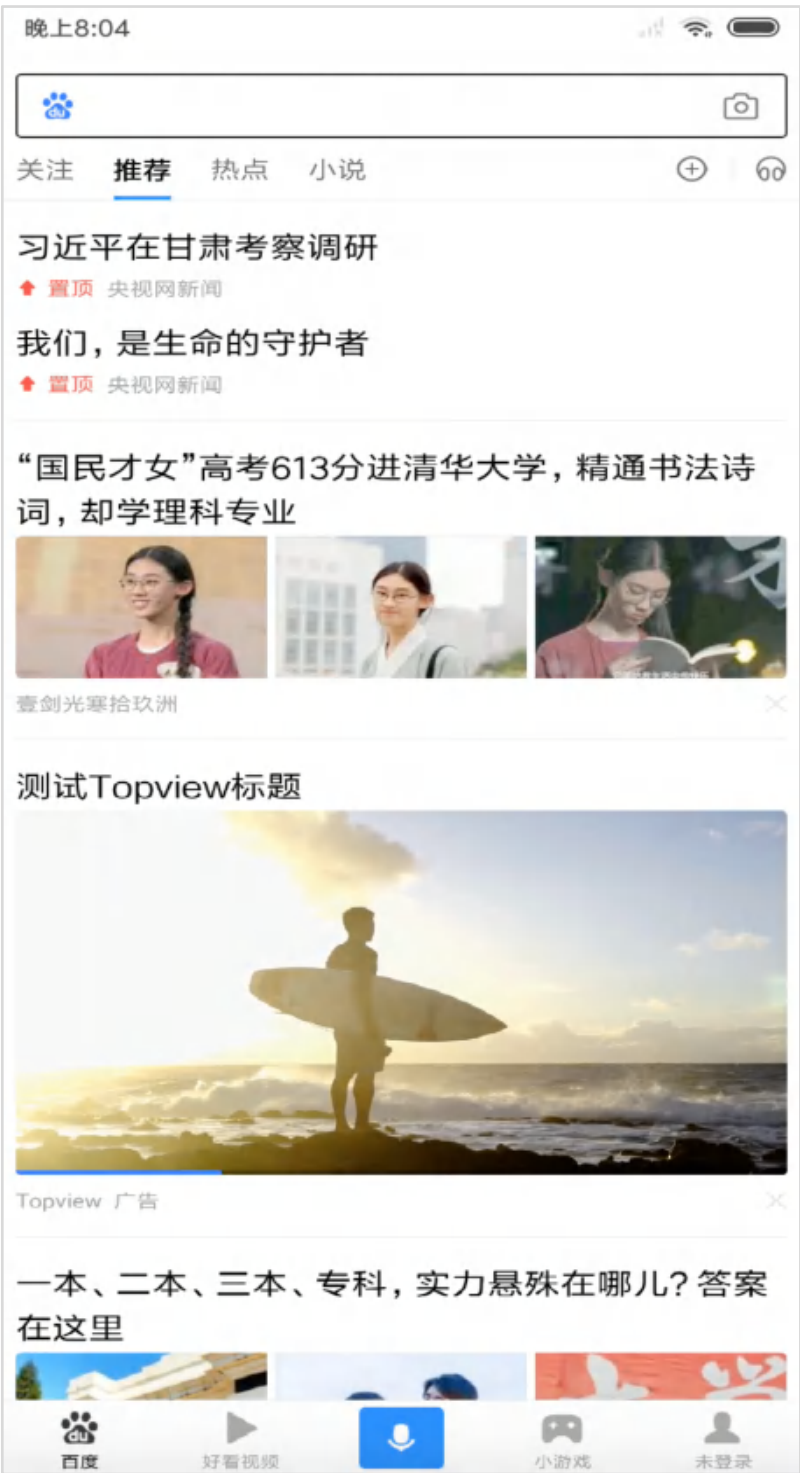 晚上8:04
du
关注 推荐 热点 小说
习近平在甘肃考察调研
置顶 央视网新闻
我们，是生命的守护者
置顶 央视网新闻
“国民才女”高考613分进清华大学，精通书法诗
词，却学理科专业
壹剑光寒拾玖洲
测试Topview标题
Topview 广告
一本、二本、三本、专科，实力悬殊在哪儿？答案
在这里
du
百度 好看视频 小游戏 未登录